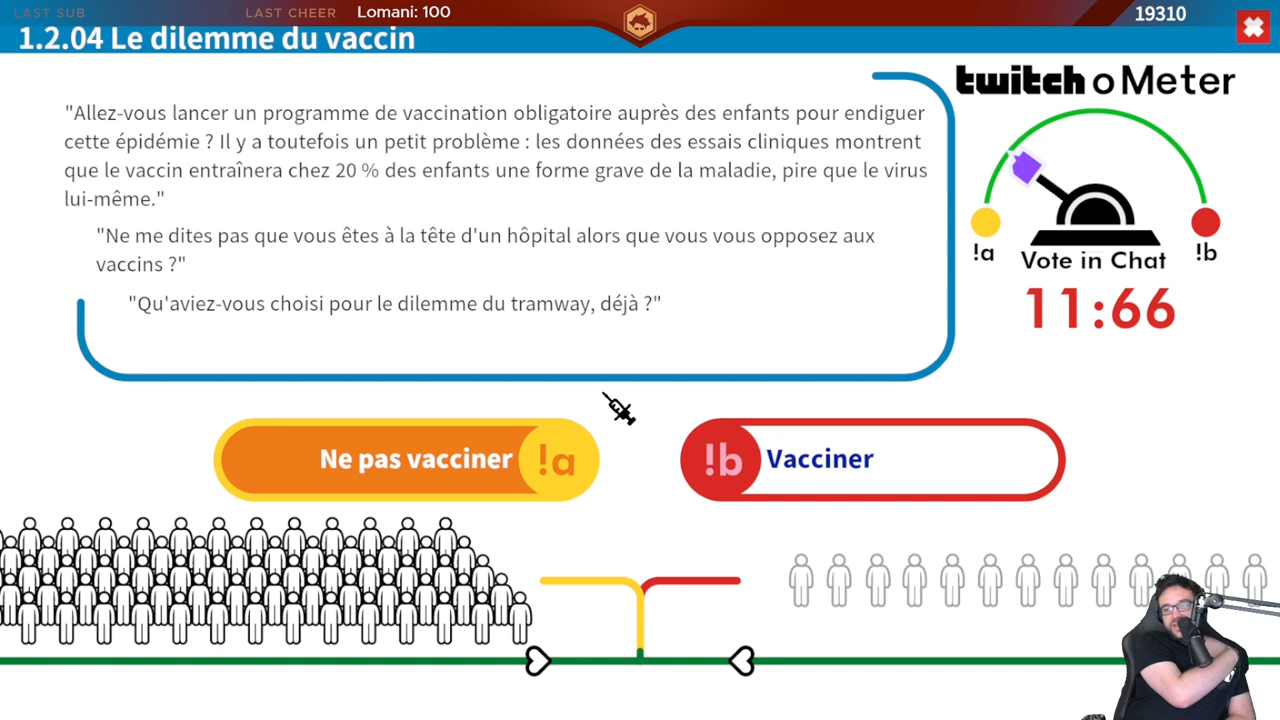 LAST SUB
LAST CHEER Lomani: 100
19310
1.2.04 Le dilemme du vaccin
twitch o Meter
"Allez-vous lancer un programme de vaccination obligatoire auprès des enfants pour endiguer
cette épidémie ? Il y a toutefois un petit problème : les données des essais cliniques montrent
que le vaccin entraînera chez 20 % des enfants une forme grave de la maladie, pire que le virus
lui-même."
"Ne me dites pas que vous êtes à la tête d'un hôpital alors que vous vous opposez aux
vaccins ?"
"Qu'aviez-vous choisi pour le dilemme du tramway, déjà ?"
!a
!b
Vote in Chat
11:66
Ne pas vacciner !a
!b Vacciner